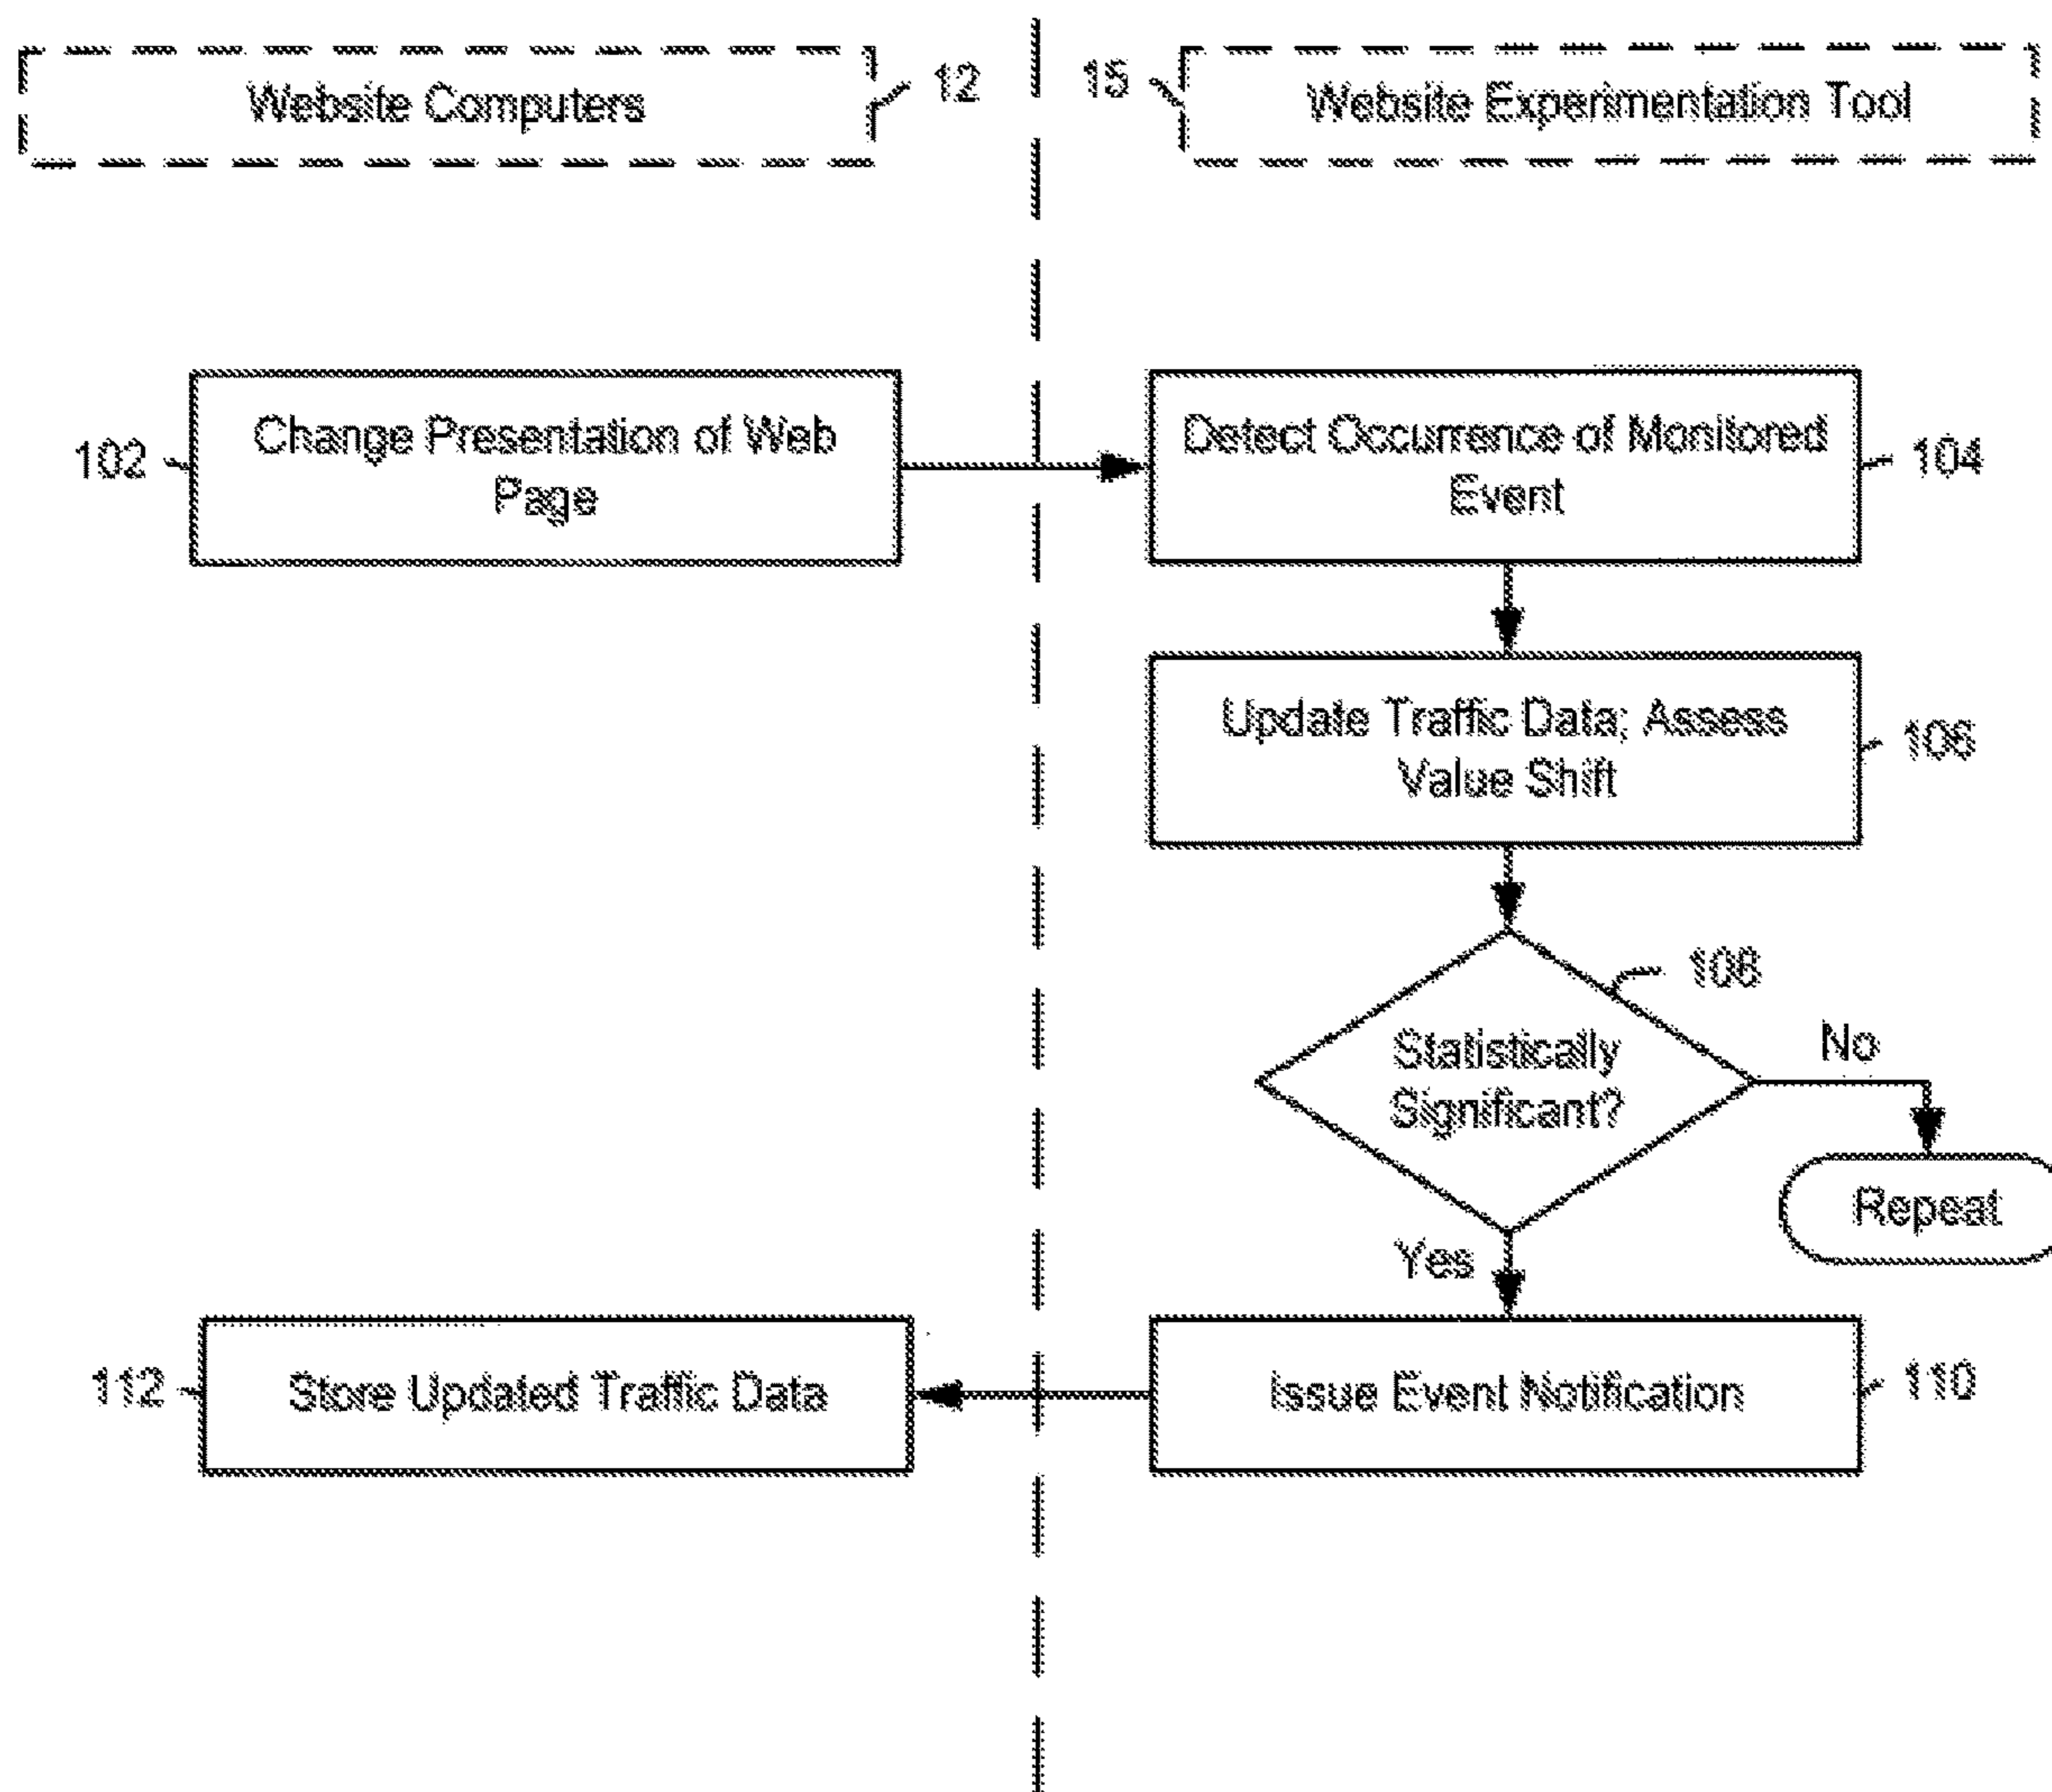 Website Computers
12
15
Website Experimentation Tool
102
Change Presentation of Web
Page
Detect Occurrence of Monitored
Event
104
Update Traffic Data; Assess
Value Shift
106
108
Statistically
Significant?
No
Repeat
Yes
112
Store Updated Traffic Data
Issue Event Notification
110